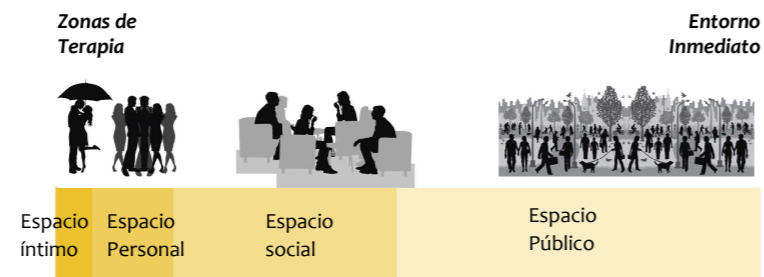 Zonas de
Terapia
Entorno
Inmediato
Espacio
íntimo
Espacio
Personal
Espacio
social
Espacio
Público